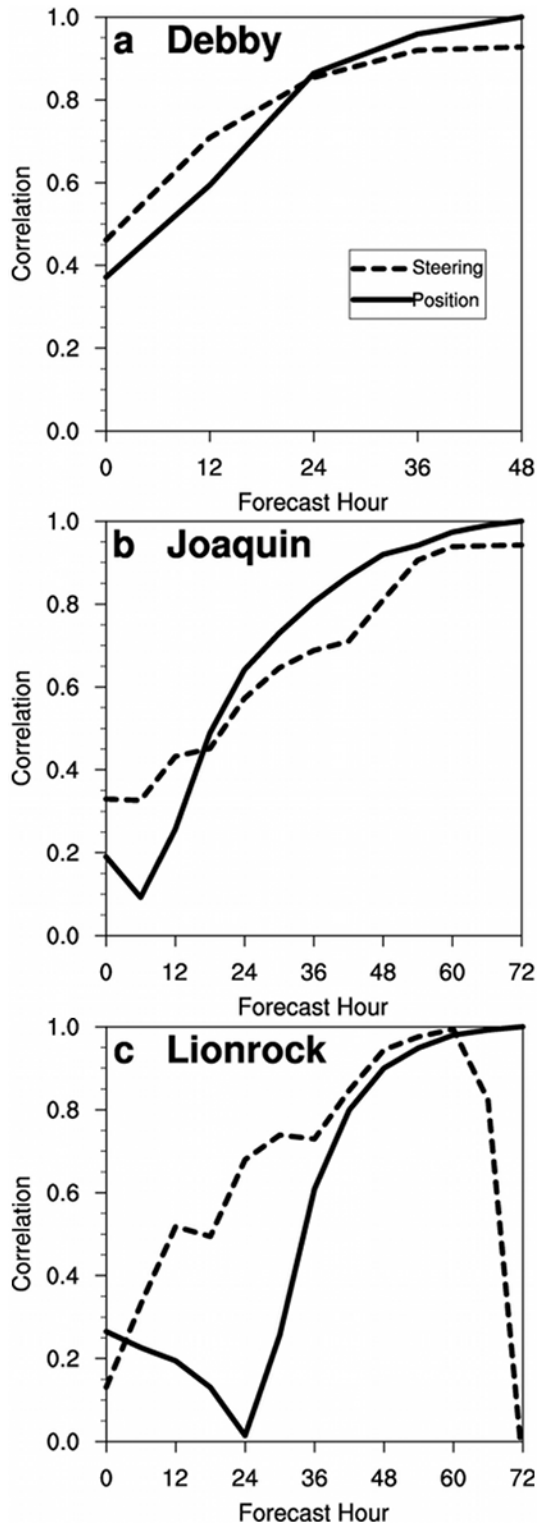 a Debby
1.0
0.8
0.6
0.4
0.2
0.0
Correlation
Steering
Position
0 12 24 36 48
Forecast Hour
b Joaquin
1.0
0.8
0.6
0.4
0.2
0.0
Correlation
0 12 24 36 48 60 72
Forecast Hour
c Lionrock
1.0
0.8
0.6
0.4
0.2
0.0
Correlation
0 12 24 36 48 60 72
Forecast Hour